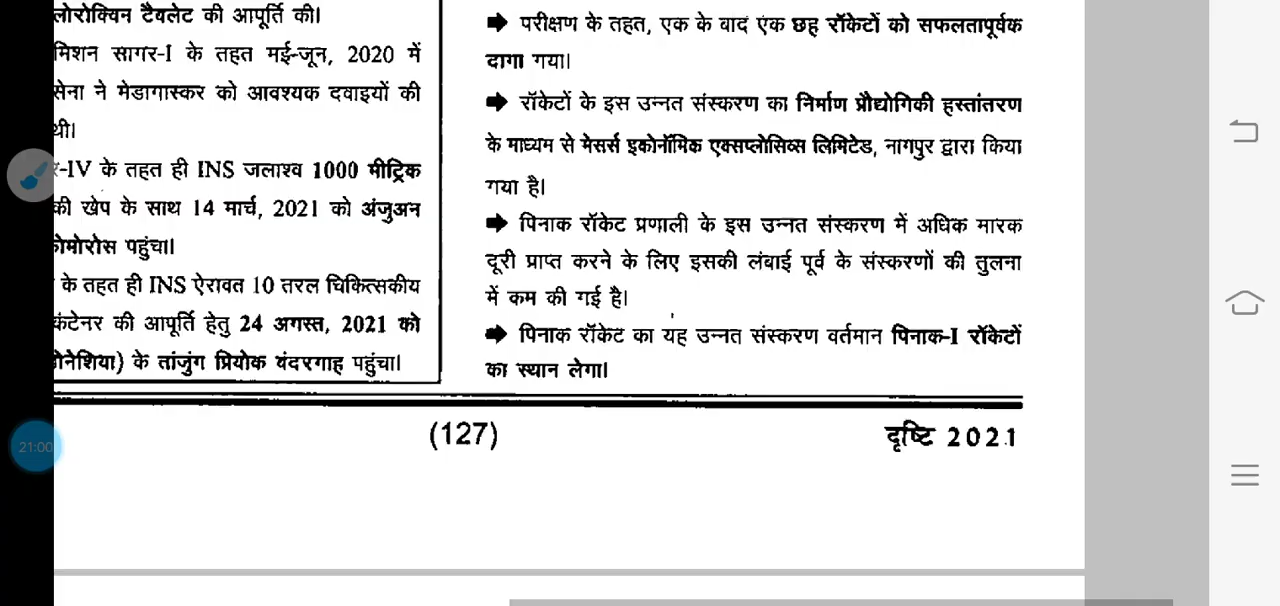 लोरोक्विन टैबलेट की आपूर्ति की।
मिशन सागर-I के तहत मई-जून, 2020 में
सेना ने मेडागास्कर को आवश्यक दवाइयों की
थी।
-IV के तहत ही INS जलाश्व 1000 मीट्रिक
की खेप के साथ 14 मार्च, 2021 को अंजुअन
ोमोरोस पहुंचा।
के तहत ही INS ऐरावत 10 तरल चिकित्सकीय
कंटेनर की आपूर्ति हेतु 24 अगस्त, 2021 को
ोनेशिया) के तांजुंग प्रियोक बंदरगाह पहुंचा।
➡ परीक्षण के तहत, एक के बाद एक छह रॉकेटों को सफलतापूर्वक
दागा गया।
➡ रॉकेटों के इस उन्नत संस्करण का निर्माण प्रौद्योगिकी हस्तांतरण
के माध्यम से मेसर्स इकोनॉमिक एक्सप्लोसिव्स लिमिटेड, नागपुर द्वारा किया
गया है।
➡ पिनाक रॉकेट प्रणाली के इस उन्नत संस्करण में अधिक मारक
दूरी प्राप्त करने के लिए इसकी लंबाई पूर्व के संस्करणों की तुलना
में कम की गई है।
➡ पिनाक रॉकेट का यह उन्नत संस्करण वर्तमान पिनाक-I रॉकेटों
का स्थान लेगा।
(127)
दृष्टि 2021
21:00